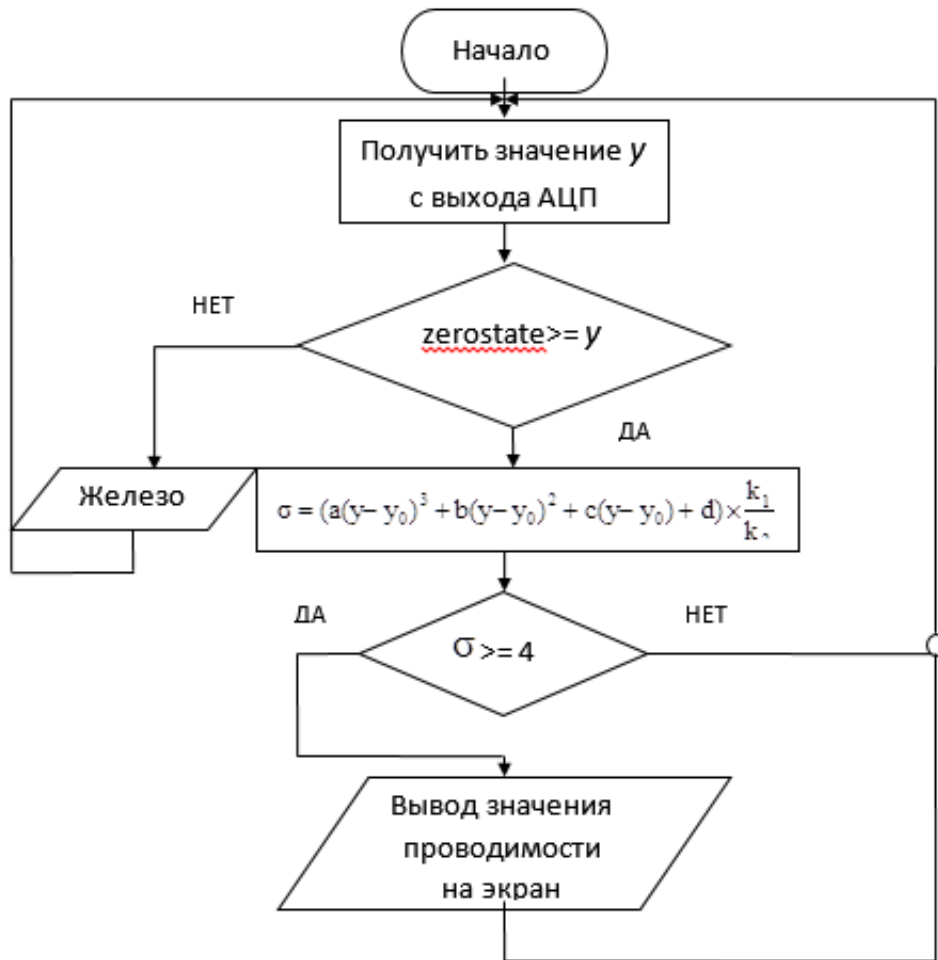 Начало
Получить значение y
с выхода АЦП
НЕТ
zerostate>= y
ДА
Железо
σ = (a(y− y₀)³ + b(y− y₀)² + c(y− y₀) + d) × k₁/k
ДА
НЕТ
σ >= 4
Вывод значения
проводимости
на экран